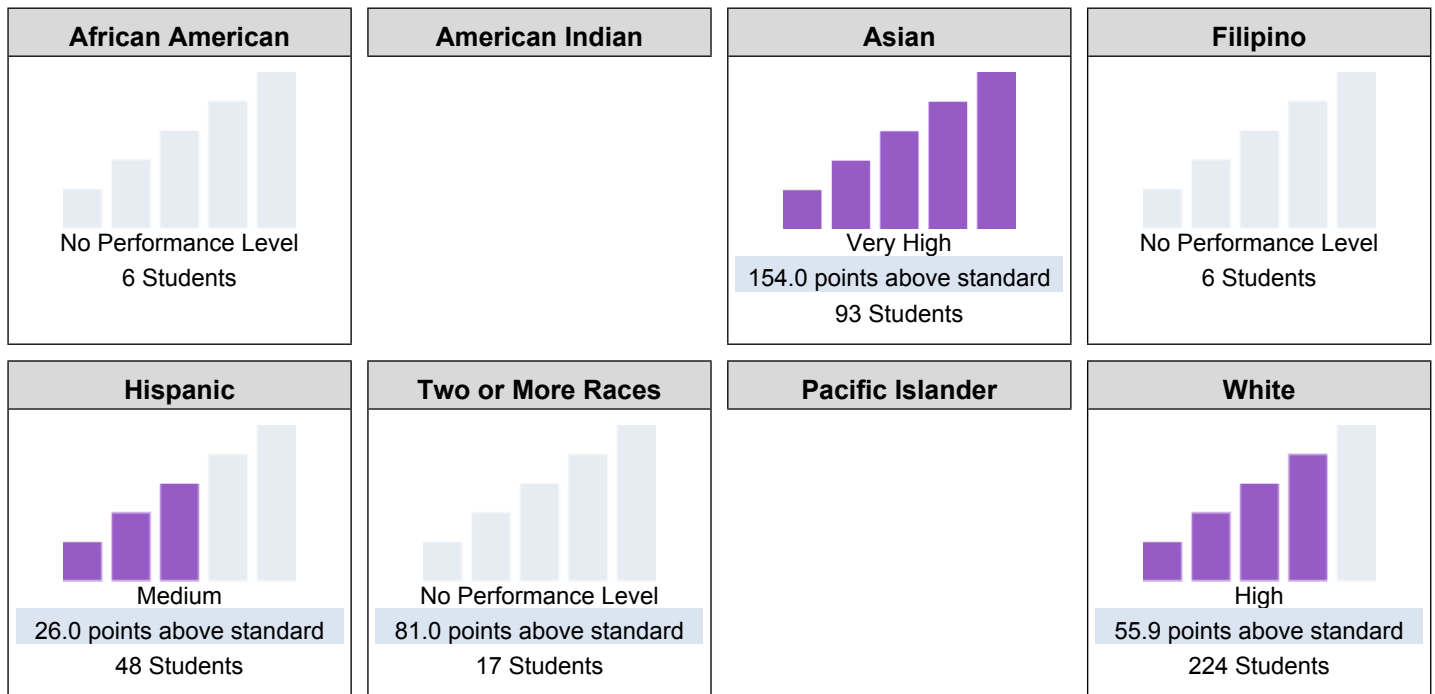 African American
No Performance Level
6 Students
American Indian
Asian
Very High
154.0 points above standard
93 Students
Filipino
No Performance Level
6 Students
Hispanic
Medium
26.0 points above standard
48 Students
Two or More Races
No Performance Level
81.0 points above standard
17 Students
Pacific Islander
White
High
55.9 points above standard
224 Students